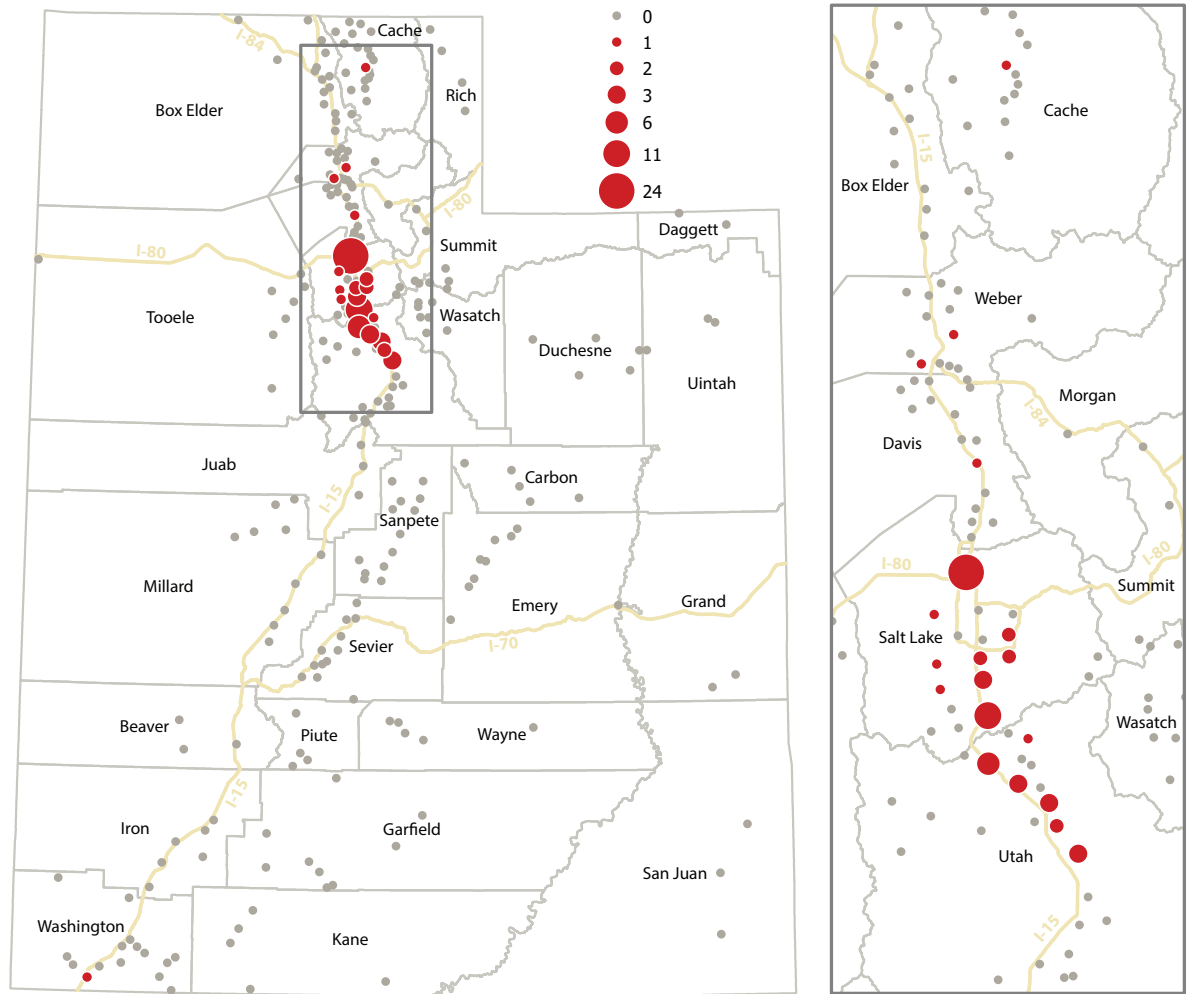 0
1
2
3
6
11
24
Cache
I-84
Rich
Box Elder
I-80
Daggett
Summit
I-80
Tooele
Wasatch
Duchesne
Uintah
Juab
Carbon
I-15
Sanpete
Millard
Emery
Grand
Sevier
I-70
Beaver
Piute
Wayne
I-15
Iron
Garfield
San Juan
Washington
Kane
Cache
I-15
Box Elder
Weber
Morgan
I-84
Davis
I-80
I-80
Summit
Salt Lake
Wasatch
Utah
I-15